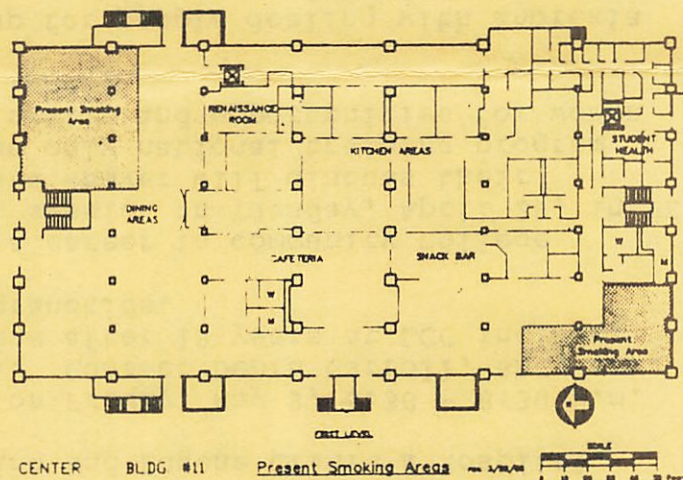 Present Smoking
Area
RENAISSANCE
ROOM
KITCHEN AREAS
STUDENT
HEALTH
DINING
AREAS
CAFETERIA
SNACK BAR
W
M
W
M
Present
Smoking Area
FIRST LEVEL
SCALE
CENTER BLDG #11 Present Smoking Areas